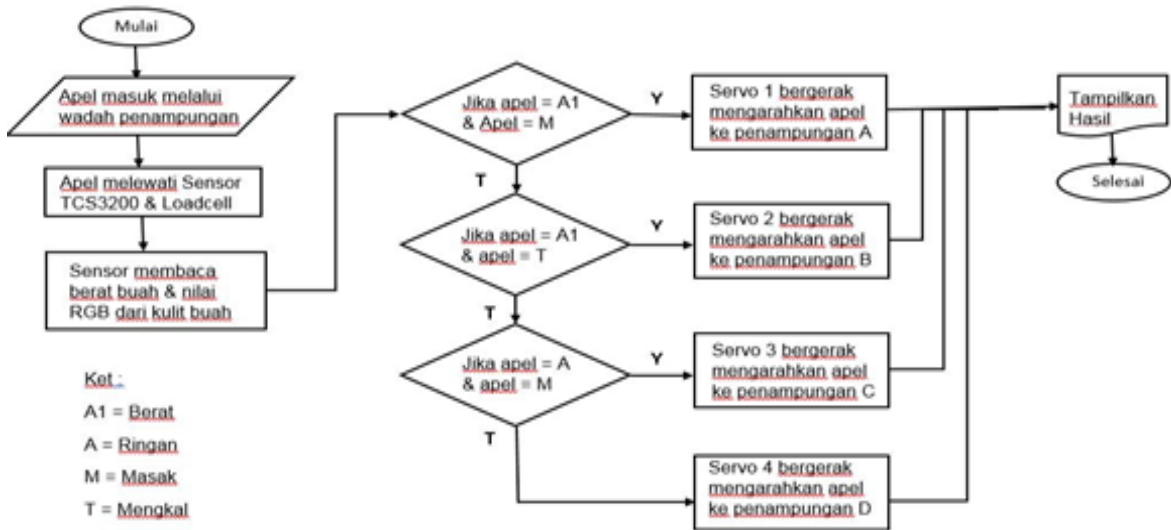 Mulai
Apel masuk melalui
wadah penampungan
Apel melewati Sensor
TCS3200 & Loadcell
Sensor membaca
berat buah & nilai
RGB dari kulit buah
Jika apel = A1
& Apel = M
Y
Servo 1 bergerak
mengarahkan apel
ke penampungan A
T
Jika apel = A1
& apel = T
Y
Servo 2 bergerak
mengarahkan apel
ke penampungan B
T
Jika apel = A
& apel = M
Y
Servo 3 bergerak
mengarahkan apel
ke penampungan C
T
Servo 4 bergerak
mengarahkan apel
ke penampungan D
Tampilkan
Hasil
Selesai
Ket :
A1 = Berat
A = Ringan
M = Masak
T = Mengkal